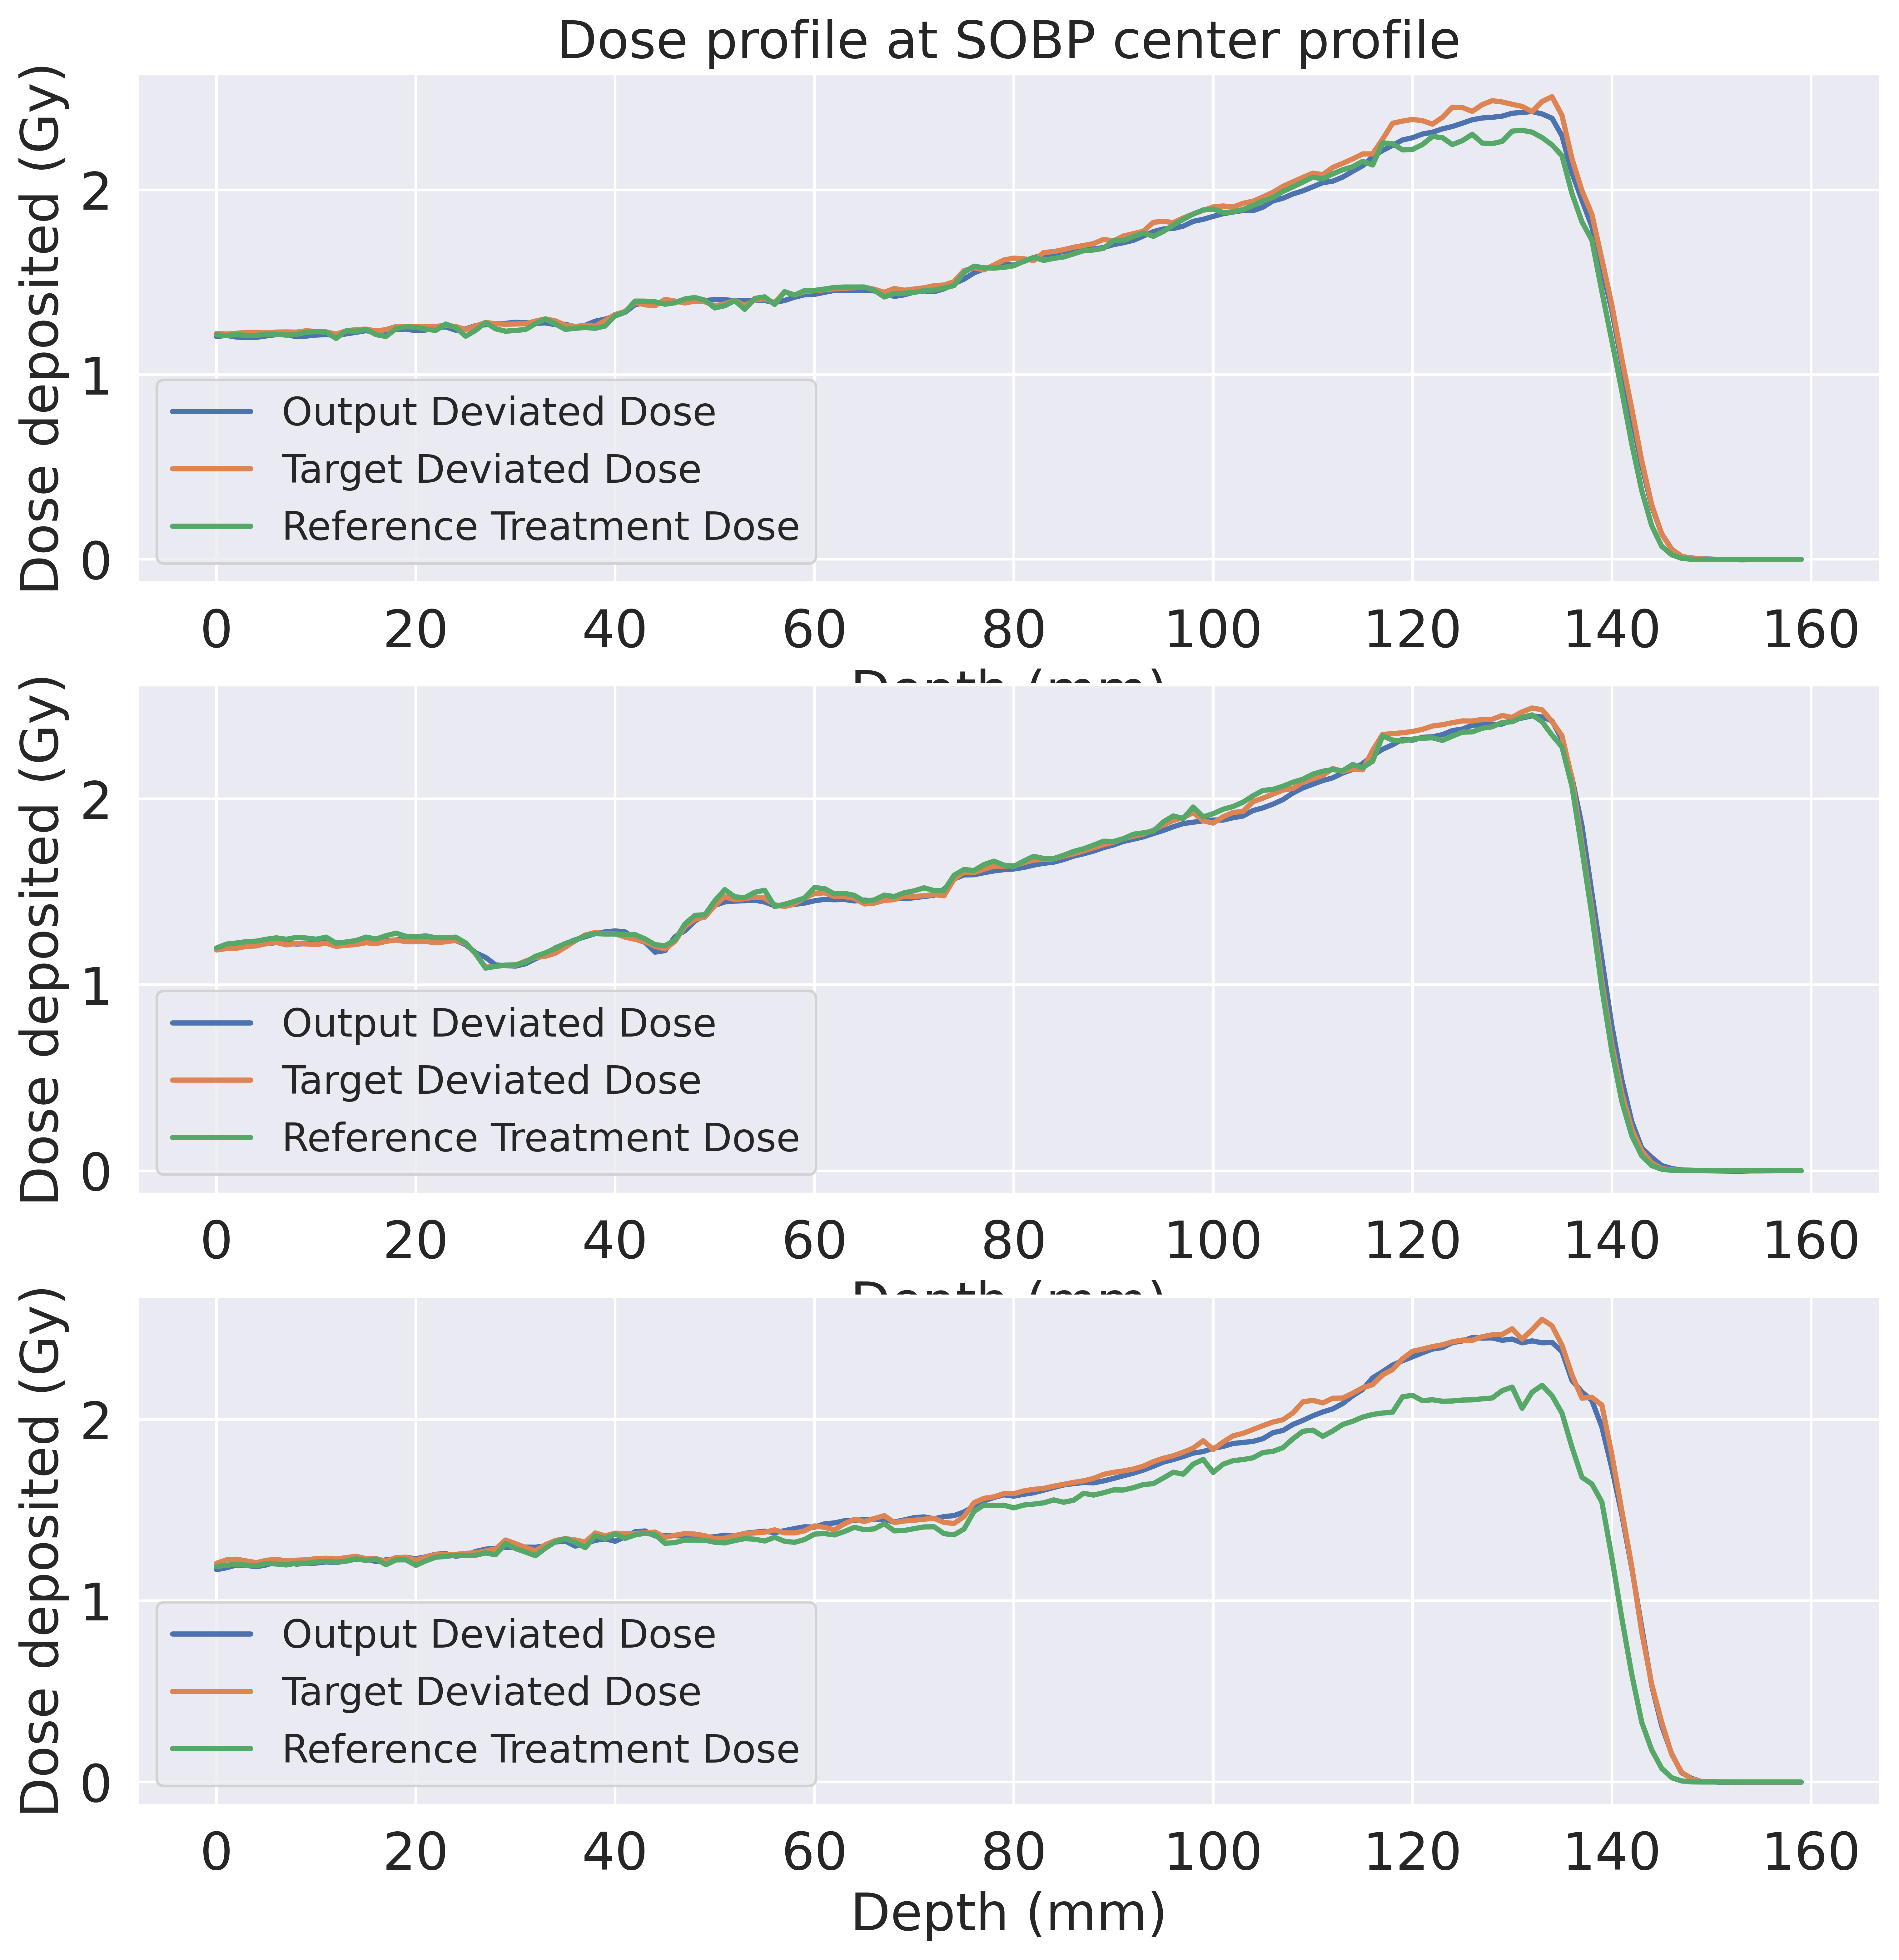 Dose profile at SOBP center profile
Dose deposited (Gy)
2
1
0
Output Deviated Dose
Target Deviated Dose
Reference Treatment Dose
0 20 40 60 80 100 120 140 160
Depth (mm)
Dose deposited (Gy)
2
1
0
Output Deviated Dose
Target Deviated Dose
Reference Treatment Dose
0 20 40 60 80 100 120 140 160
Depth (mm)
Dose deposited (Gy)
2
1
0
Output Deviated Dose
Target Deviated Dose
Reference Treatment Dose
0 20 40 60 80 100 120 140 160
Depth (mm)